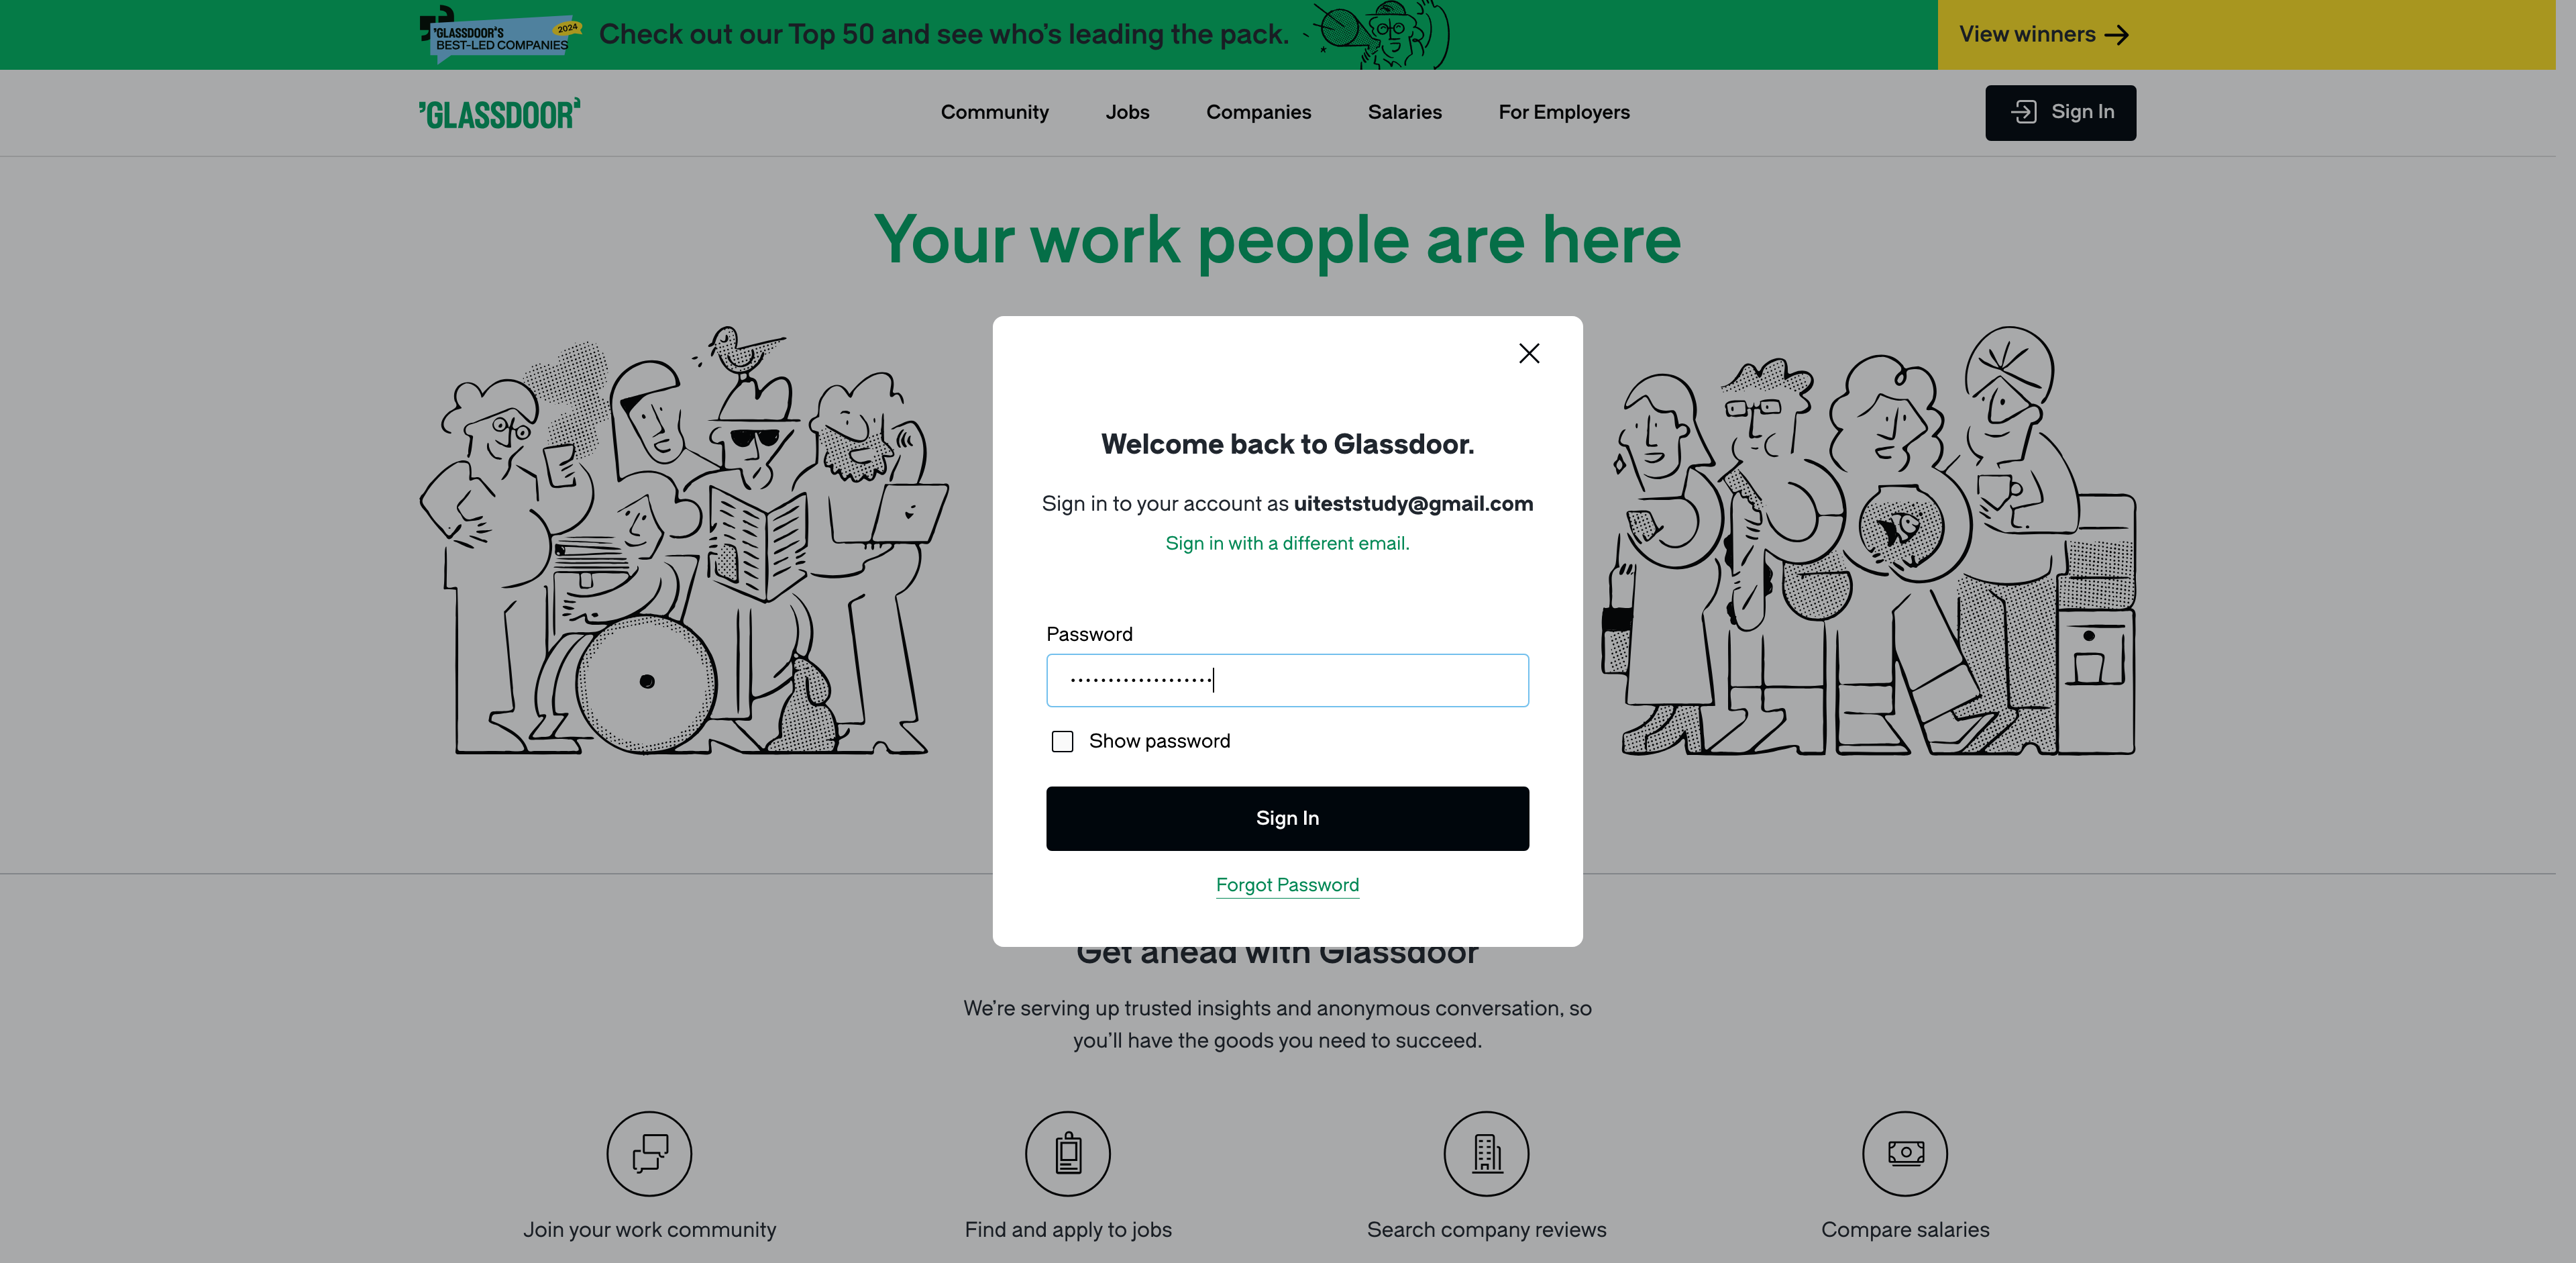 'GLASSDOOR'S
BEST-LED COMPANIES
2024
Check out our Top 50 and see who's leading the pack.
View winners
'GLASSDOOR'
Community
Jobs
Companies
Salaries
For Employers
Sign In
Your work people are here
Welcome back to Glassdoor.
Sign in to your account as uiteststudy@gmail.com
Sign in with a different email.
Password
Show password
Sign In
Forgot Password
Get ahead with Glassdoor
We're serving up trusted insights and anonymous conversation, so
you'll have the goods you need to succeed.
Join your work community
Find and apply to jobs
Search company reviews
Compare salaries